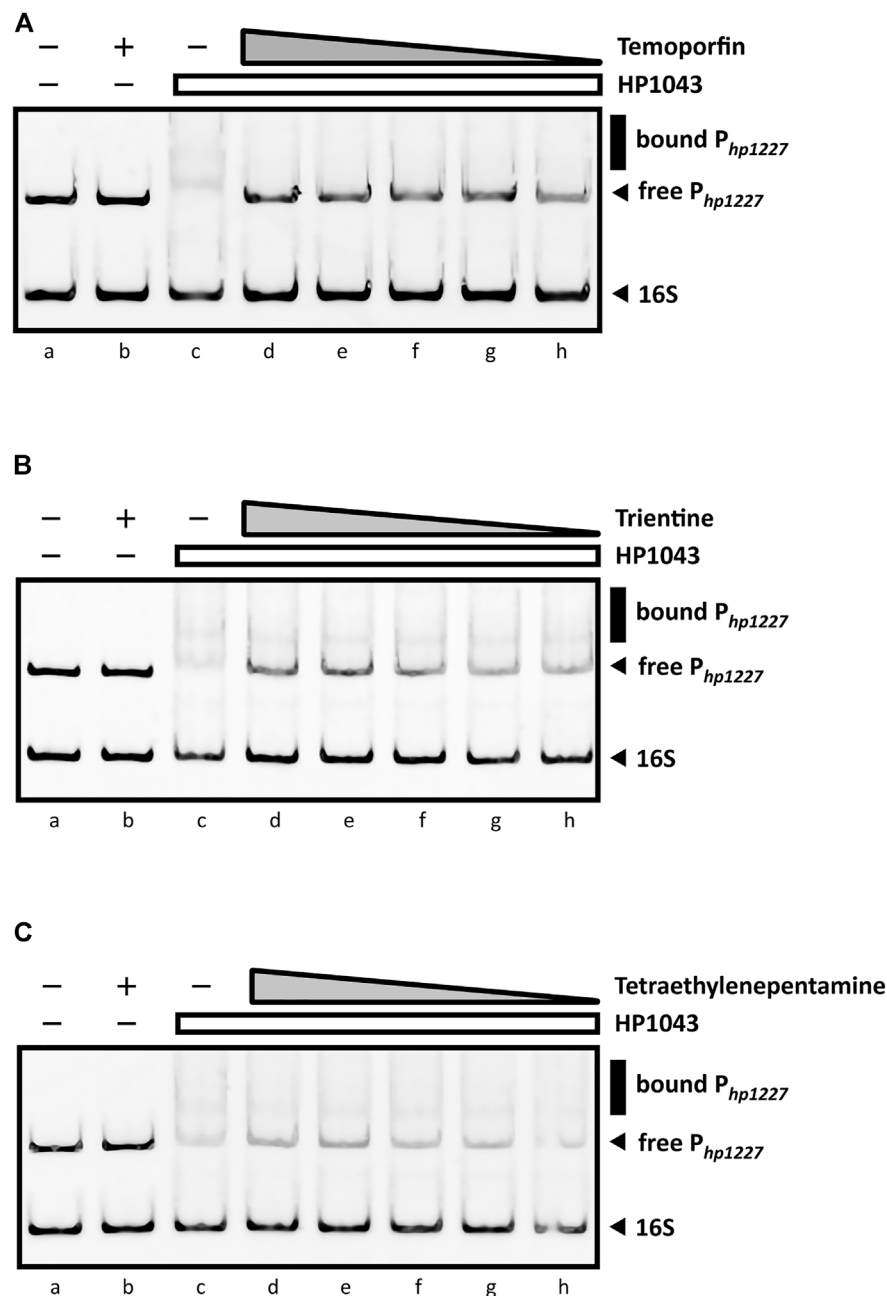 A
− + − Temoporfin
− − HP1043
bound Php1227
free Php1227
16S
a b c d e f g h
B
− + − Trientine
− − HP1043
bound Php1227
free Php1227
16S
a b c d e f g h
C
− + − Tetraethylenepentamine
− − HP1043
bound Php1227
free Php1227
16S
a b c d e f g h